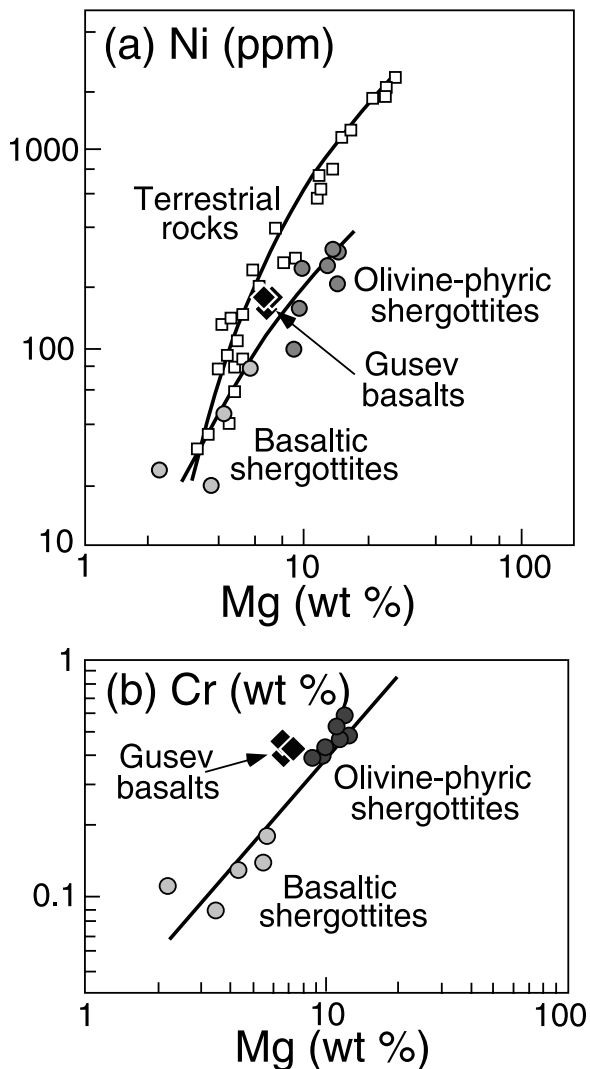 (a) Ni (ppm)
1000
Terrestrial
rocks
Olivine-phyric
shergottites
100
Gusev
basalts
Basaltic
shergottites
10
1
10
100
Mg (wt %)
1
(b) Cr (wt %)
Gusev
basalts
Olivine-phyric
shergottites
0.1
Basaltic
shergottites
1
10
100
Mg (wt %)